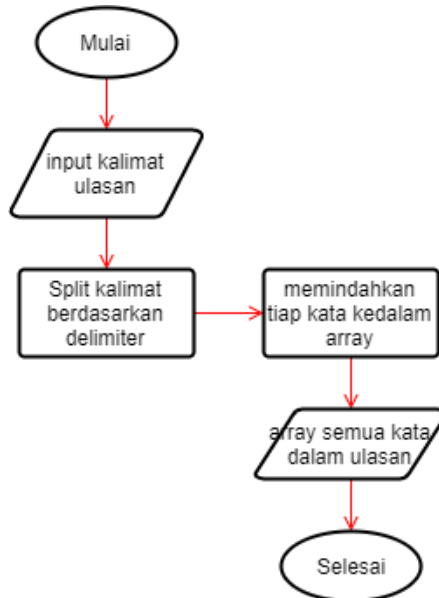 Mulai
input kalimat
ulasan
Split kalimat
berdasarkan
delimiter
memindahkan
tiap kata kedalam
array
array semua kata
dalam ulasan
Selesai